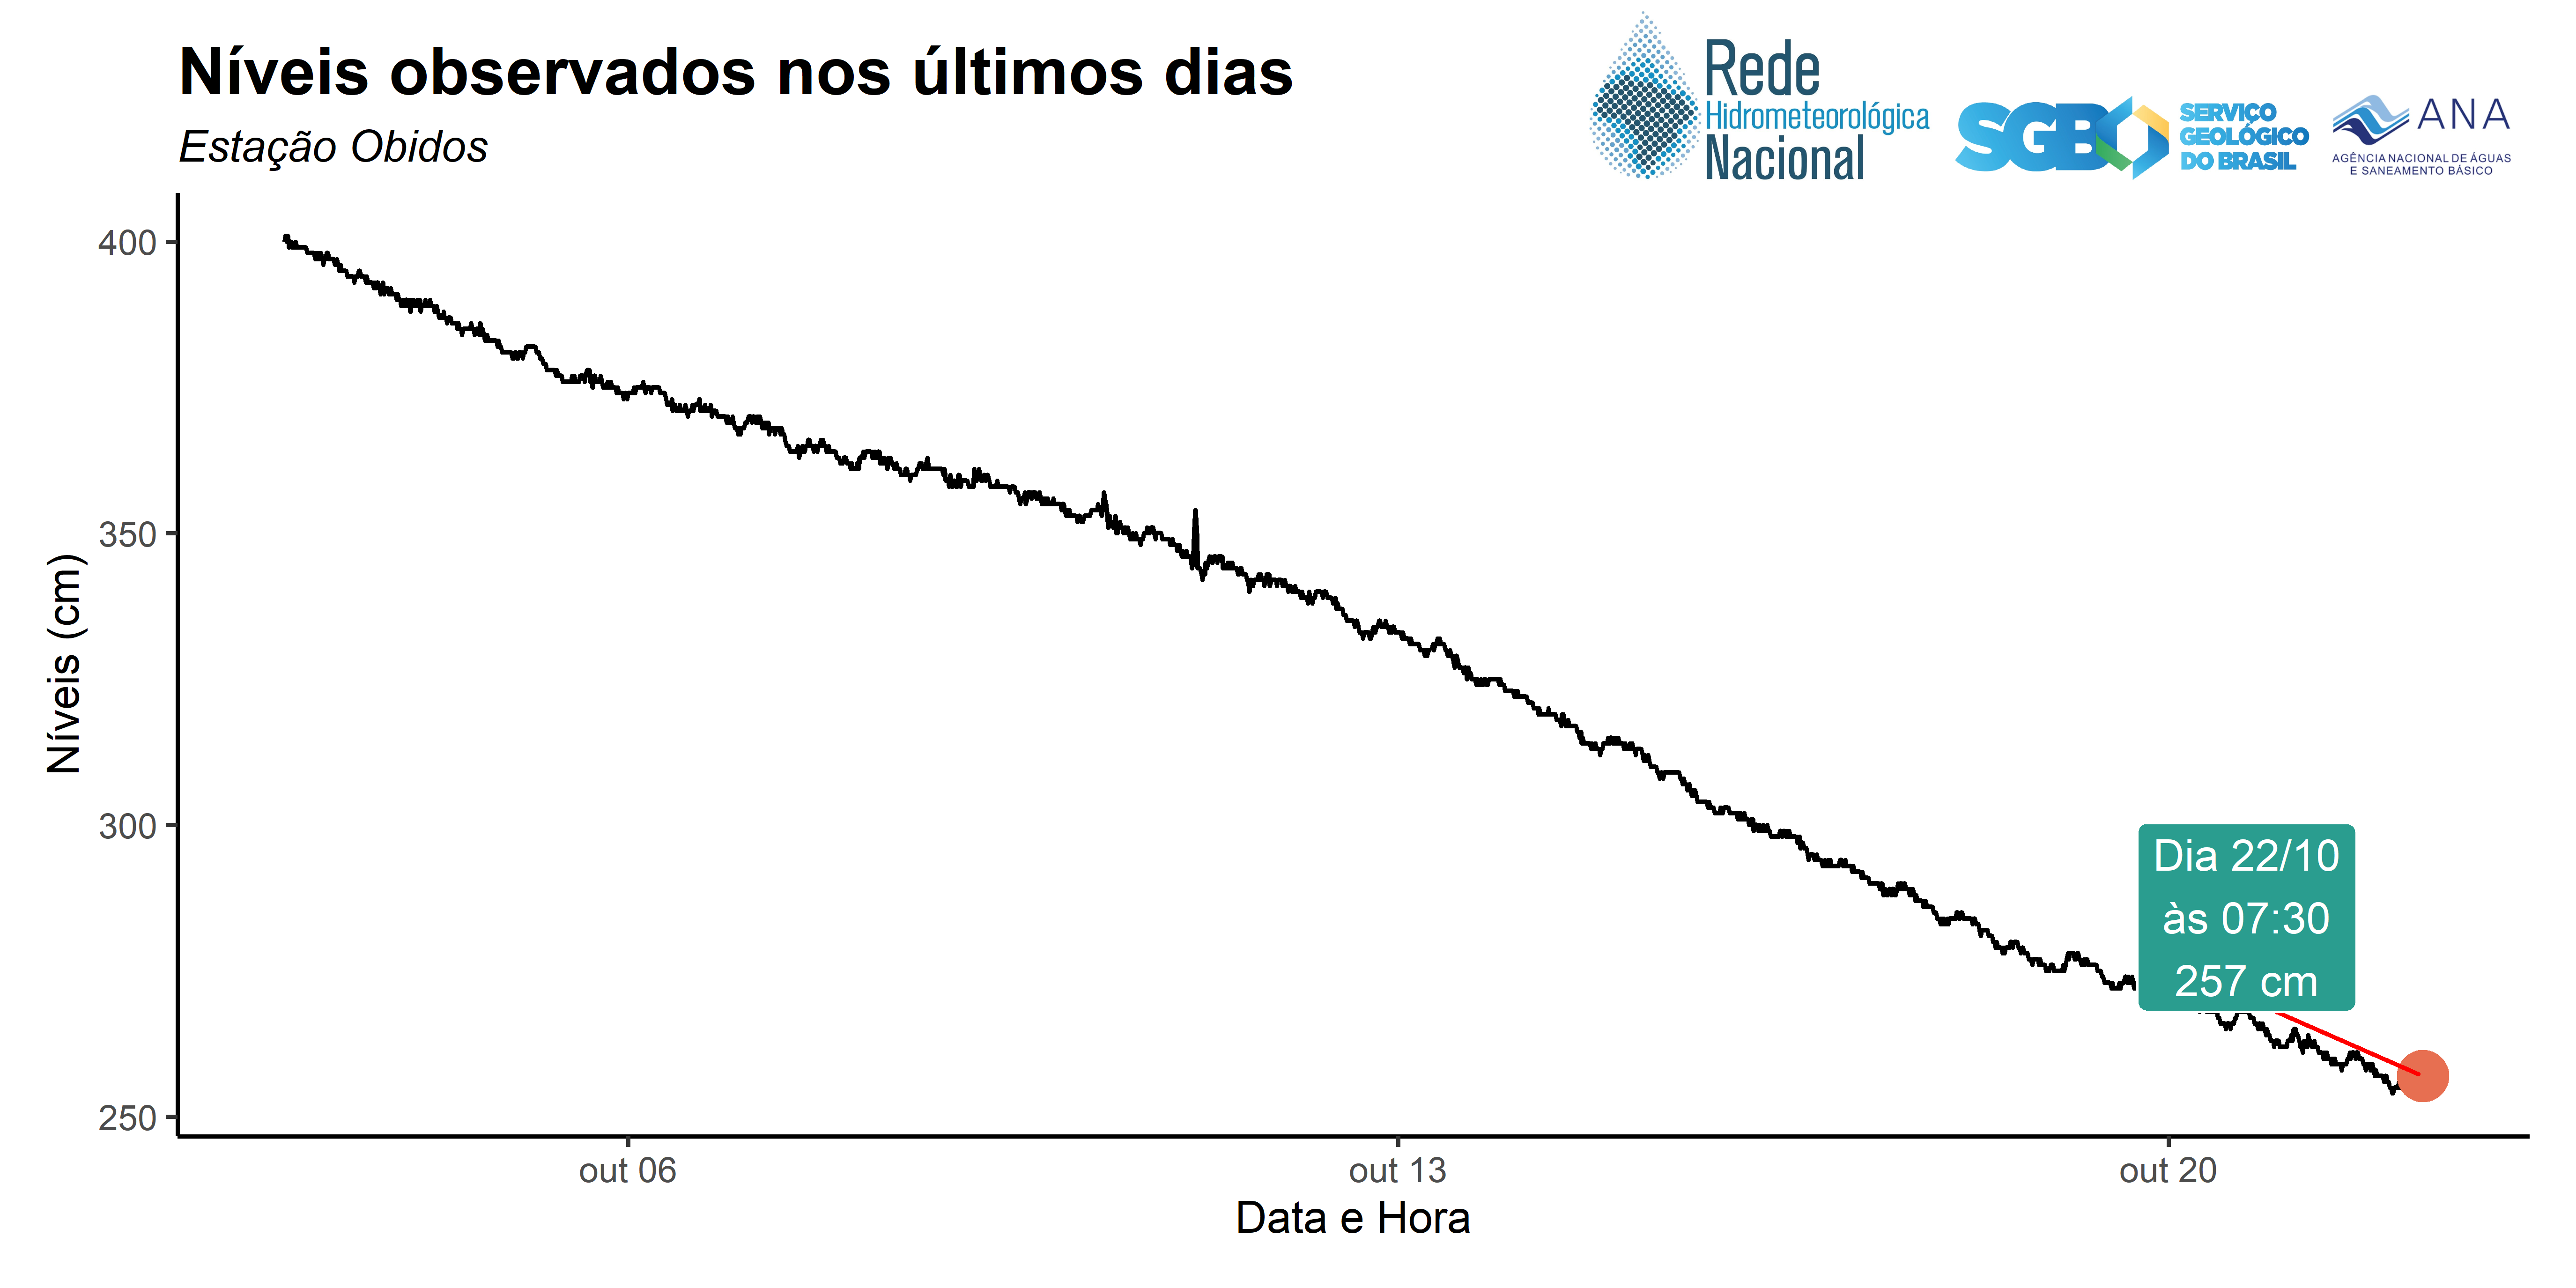 Níveis observados nos últimos dias
Estação Obidos
Rede
Hidrometeorológica
Nacional
SGB
SERVIÇO
GEOLÓGICO
DO BRASIL
ANA
AGÊNCIA NACIONAL DE ÁGUAS
E SANEAMENTO BÁSICO
Níveis (cm)
400
350
300
250
Dia 22/10
às 07:30
257 cm
out 06
out 13
out 20
Data e Hora